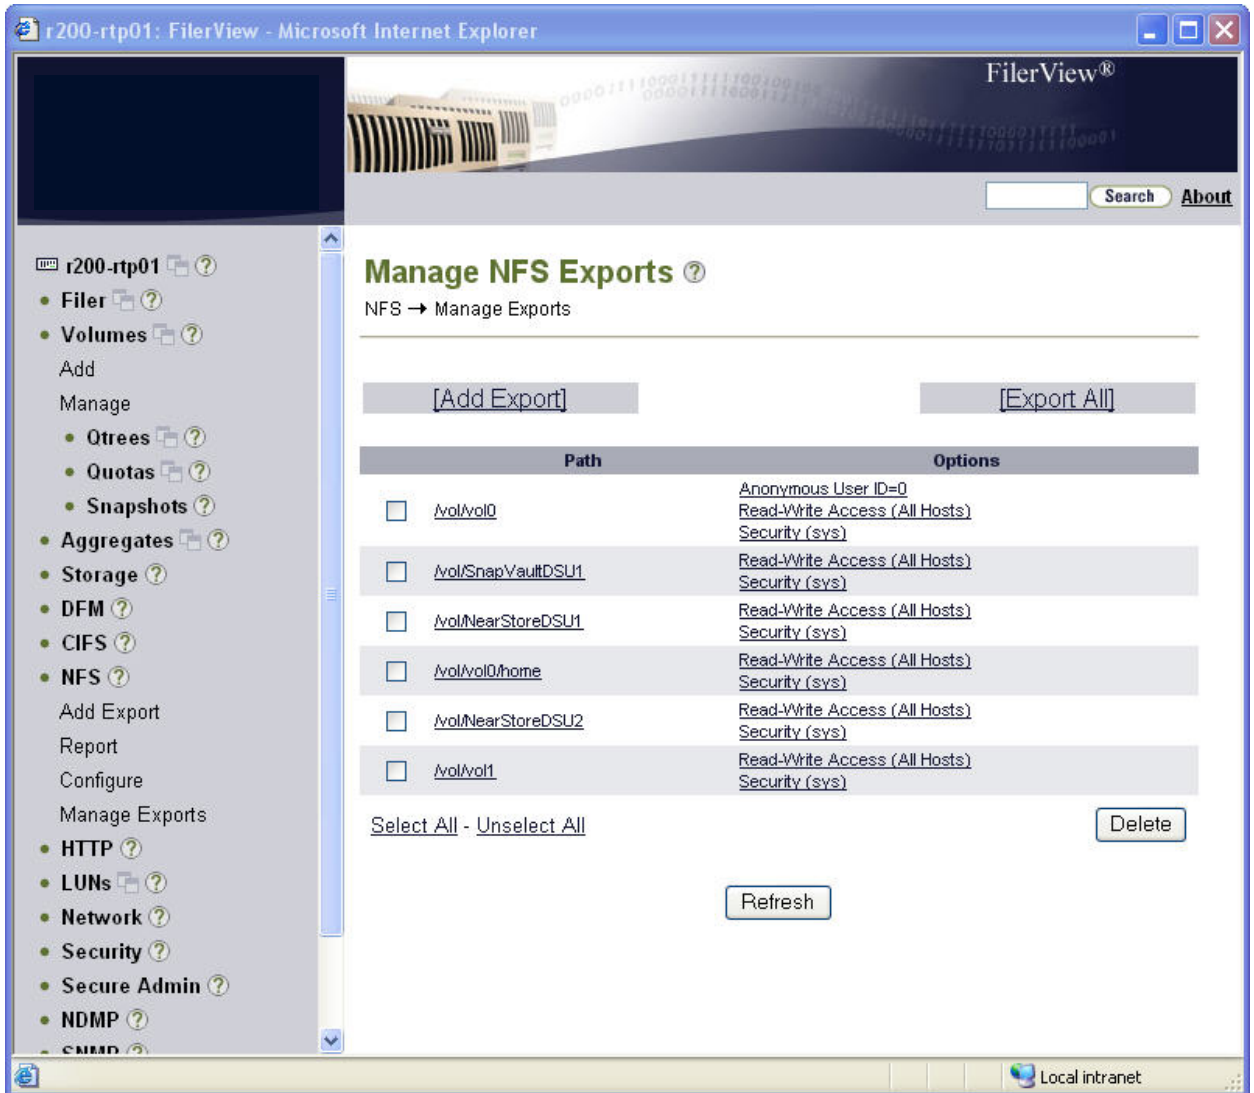 r200-rtp01: FilerView - Microsoft Internet Explorer
FilerView®
Search About
r200-rtp01 ?
Filer ?
Volumes ?
Add
Manage
Qtrees ?
Quotas ?
Snapshots ?
Aggregates ?
Storage ?
DFM ?
CIFS ?
NFS ?
Add Export
Report
Configure
Manage Exports
HTTP ?
LUNs ?
Network ?
Security ?
Secure Admin ?
NDMP ?
SNMP ?
Manage NFS Exports ?
NFS → Manage Exports
[Add Export] [Export All]
Path Options
/vol/vol0 Anonymous User ID=0
Read-Write Access (All Hosts)
Security (sys)
/vol/SnapVaultDSU1 Read-Write Access (All Hosts)
Security (sys)
/vol/NearStoreDSU1 Read-Write Access (All Hosts)
Security (sys)
/vol/vol0/home Read-Write Access (All Hosts)
Security (sys)
/vol/NearStoreDSU2 Read-Write Access (All Hosts)
Security (sys)
/vol/vol1 Read-Write Access (All Hosts)
Security (sys)
Select All - Unselect All Delete
Refresh
Local intranet